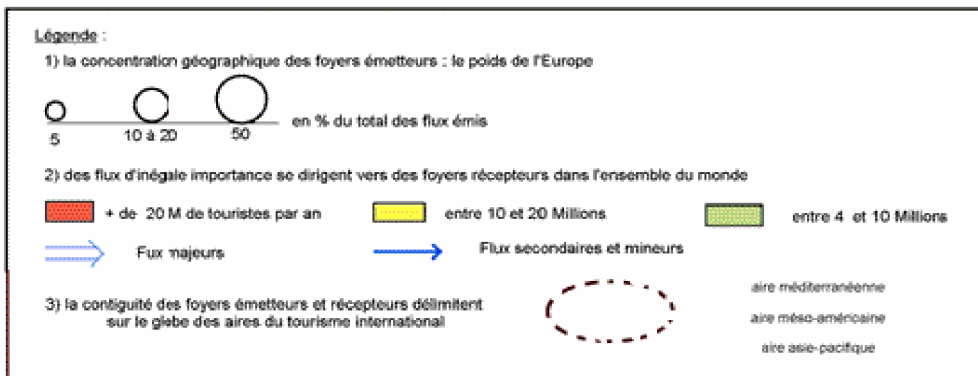 Légende :
1) la concentration géographique des foyers émetteurs : le poids de l'Europe
5 10 à 20 50 en % du total des flux émis
2) des flux d'inégale importance se dirigent vers des foyers récepteurs dans l'ensemble du monde
+ de 20 M de touristes par an entre 10 et 20 Millions entre 4 et 10 Millions
Fux majeurs Flux secondaires et mineurs
3) la contiguité des foyers émetteurs et récepteurs délimitent
sur le globe des aires du tourisme international
aire méditerranéenne
aire méso-américaine
aire asie-pacifique